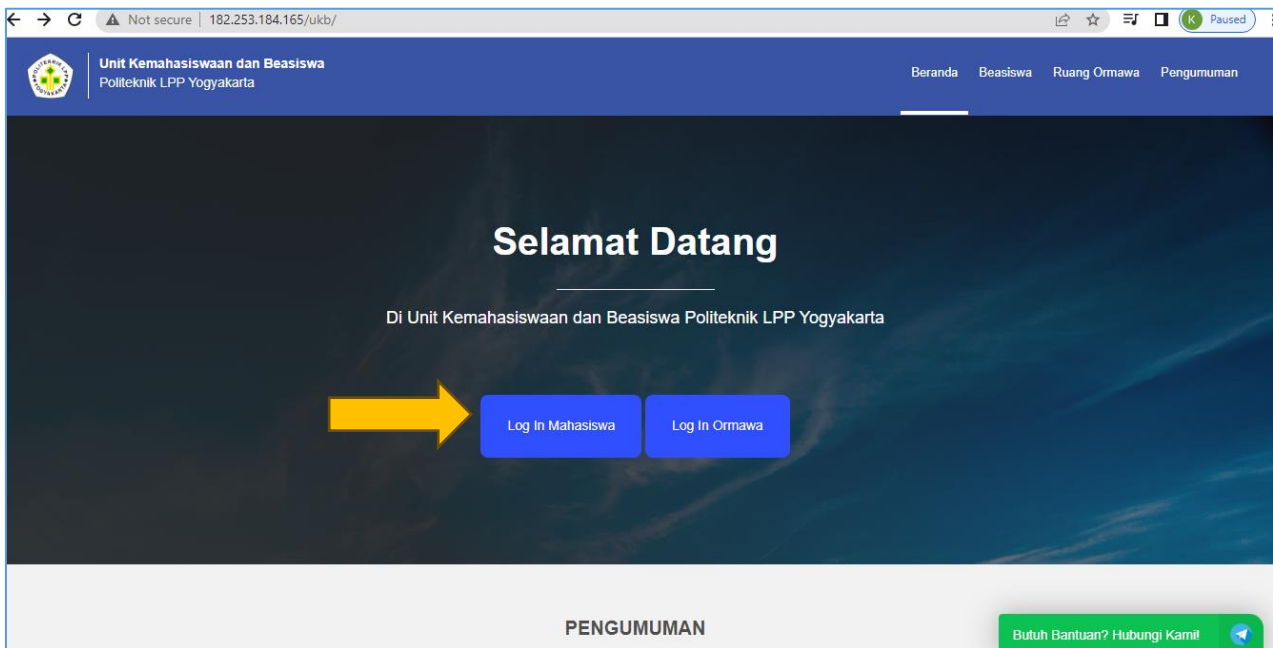 Not secure | 182.253.184.165/ukb/
K Paused
Unit Kemahasiswaan dan Beasiswa
Politeknik LPP Yogyakarta
Beranda Beasiswa Ruang Ormawa Pengumuman
Selamat Datang
Di Unit Kemahasiswaan dan Beasiswa Politeknik LPP Yogyakarta
Log In Mahasiswa Log In Ormawa
PENGUMUMAN
Butuh Bantuan? Hubungi Kami!